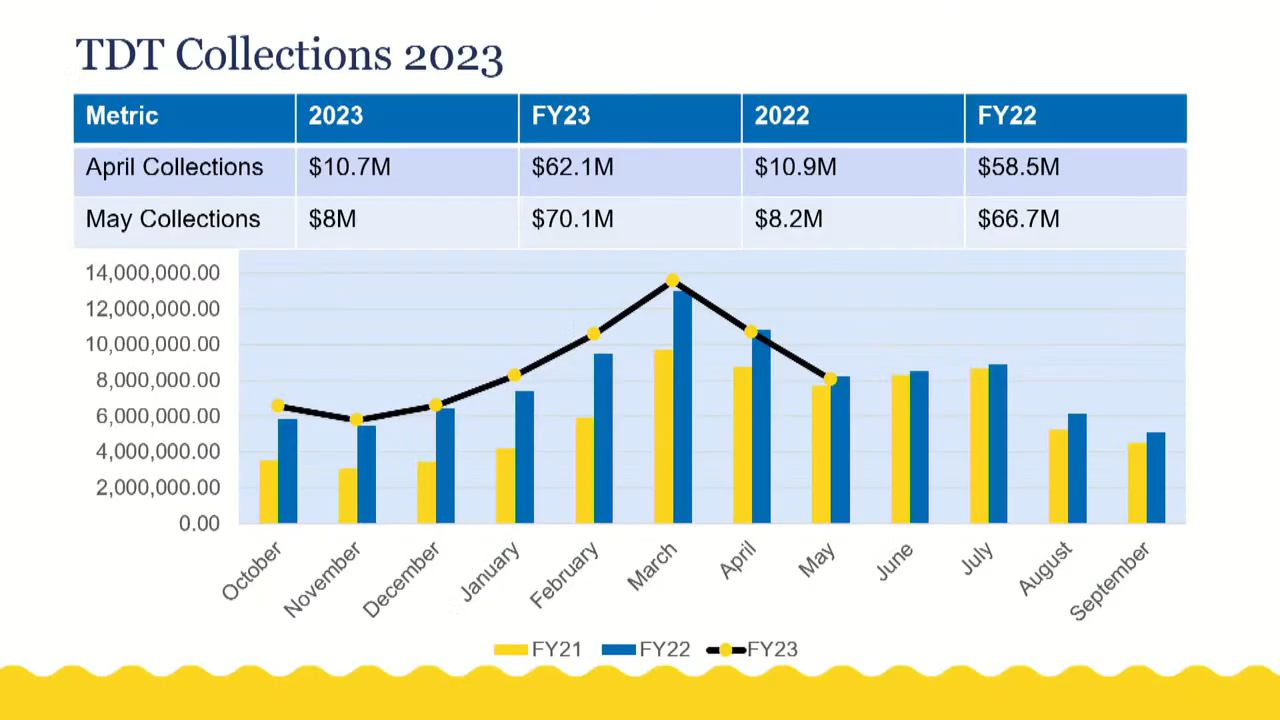 TDT Collections 2023
Metric 2023 FY23 2022 FY22
April Collections $10.7M $62.1M $10.9M $58.5M
May Collections $8M $70.1M $8.2M $66.7M
14,000,000.00
12,000,000.00
10,000,000.00
8,000,000.00
6,000,000.00
4,000,000.00
2,000,000.00
0.00
October November December January February March April May June July August September
FY21 FY22 FY23